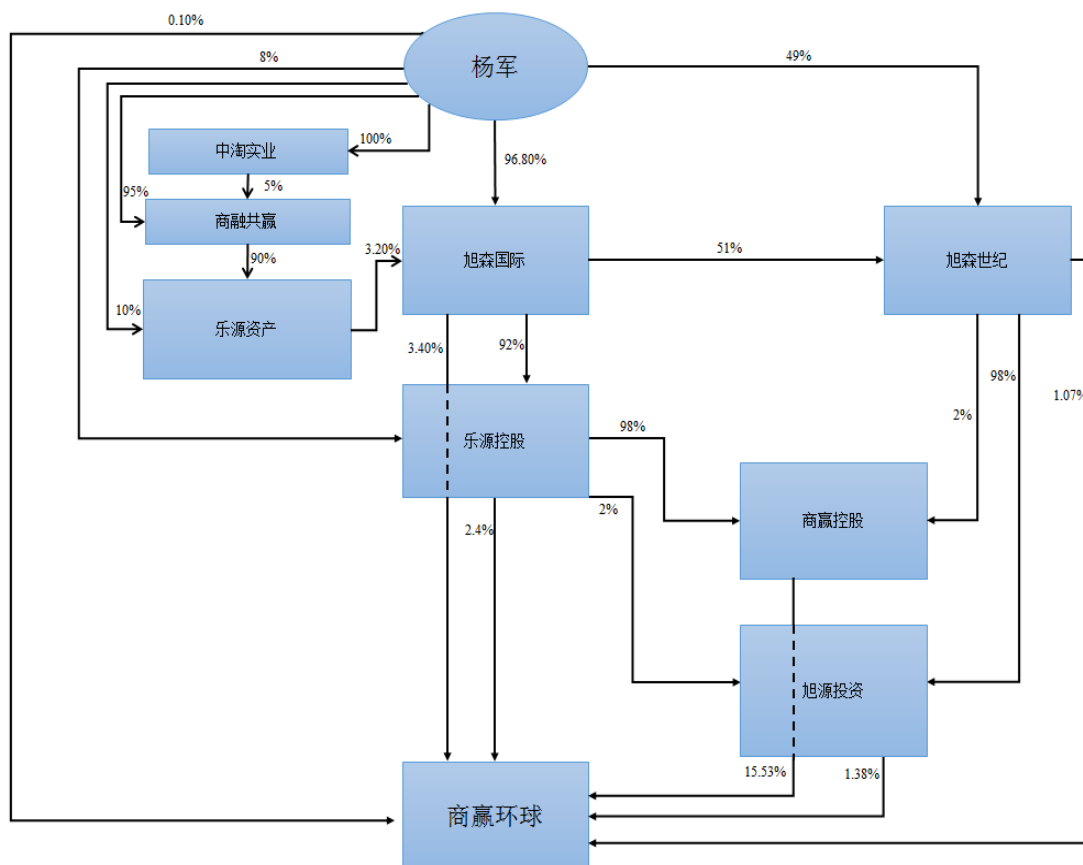 0.10%
杨军
8%
49%
中淘实业
100%
96.80%
5%
95%
商融共赢
3.20%
旭森国际
51%
旭森世纪
90%
10%
乐源资产
3.40%
92%
98%
1.07%
2%
乐源控股
98%
2%
商赢控股
2.4%
旭源投资
15.53%
1.38%
商赢环球